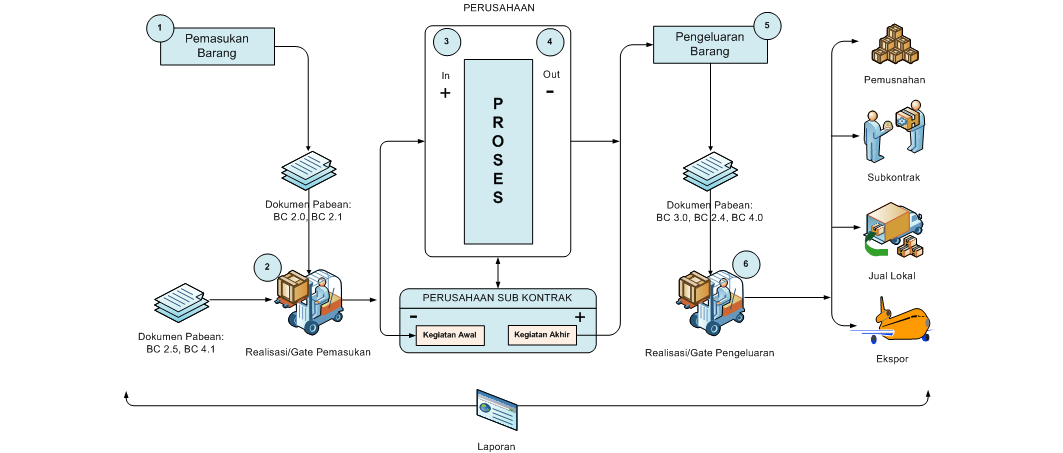 PERUSAHAAN
1
Pemasukan
Barang
3
4
In
+
Out
-
PROSES
5
Pengeluaran
Barang
Pemusnahan
Subkontrak
Jual Lokal
Ekspor
Dokumen Pabean:
BC 2.0, BC 2.1
Dokumen Pabean:
BC 3.0, BC 2.4, BC 4.0
2
6
Dokumen Pabean:
BC 2.5, BC 4.1
Realisasi/Gate Pemasukan
PERUSAHAAN SUB KONTRAK
-
+
Kegiatan Awal
Kegiatan Akhir
Realisasi/Gate Pengeluaran
Laporan